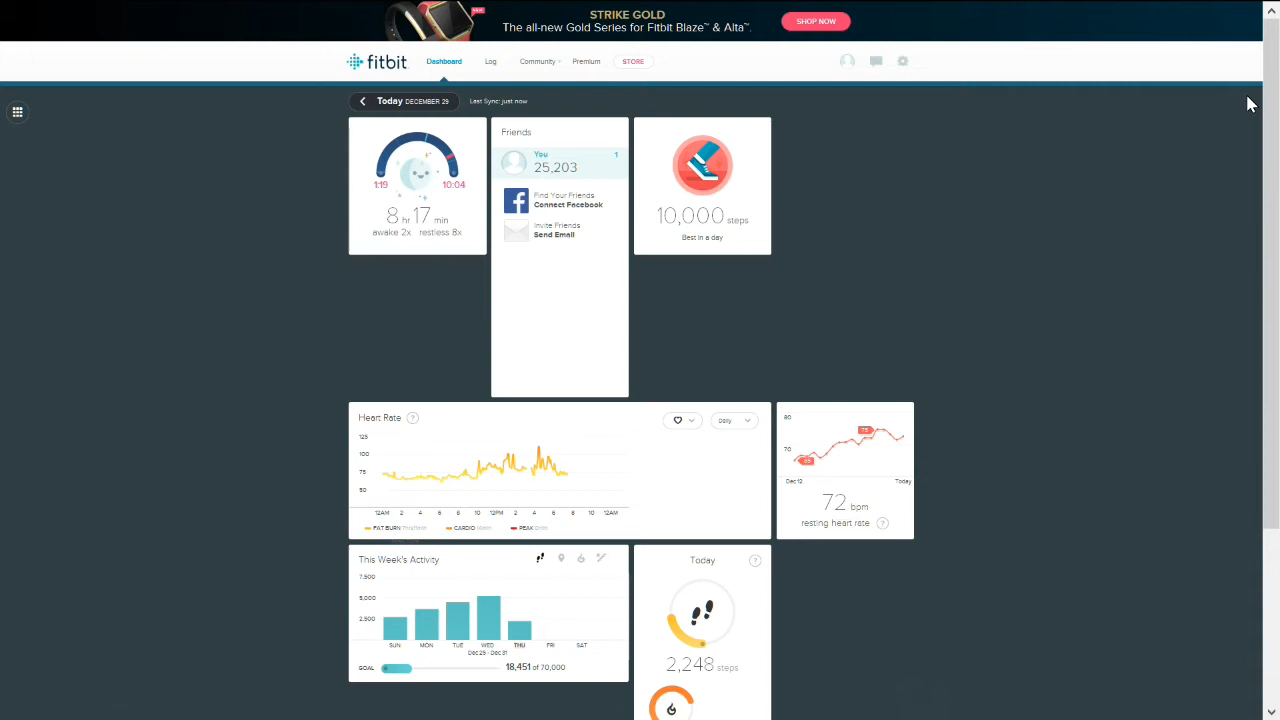 STRIKE GOLD
The all-new Gold Series for Fitbit Blaze™ & Alta™.
SHOP NOW
fitbit
Dashboard
Log
Community
Premium
STORE
Today DECEMBER 29
Last Sync: just now
1:19
10:04
8 hr 17 min
awake 2x restless 8x
Friends
You
1
25,203
Find Your Friends
Connect Facebook
Invite Friends
Send Email
10,000 steps
Best in a day
Heart Rate ?
Daily
125
100
75
50
12AM 2 4 6 8 10 12PM 2 4 6 8 10 12AM
FAT BURN
CARDIO
PEAK
80
70
75
Dec 12
Today
72 bpm
resting heart rate ?
This Week's Activity
7,500
5,000
2,500
SUN MON TUE WED THU FRI SAT
Dec 25 - Dec 31
GOAL
18,451 of 70,000
Today
?
2,248 steps